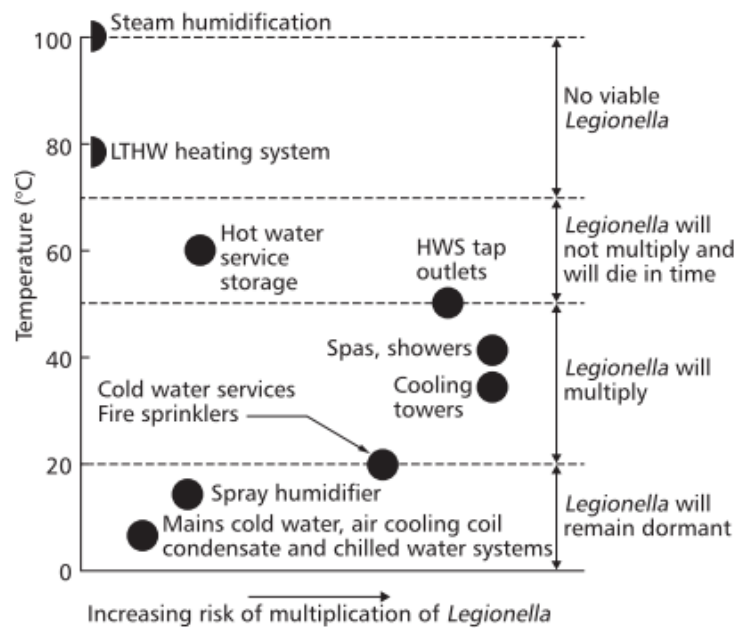 Steam humidification
100
No viable
Legionella
80
LTHW heating system
Temperature (°C)
Legionella will
not multiply and
will die in time
60
Hot water
service
storage
HWS tap
outlets
Spas, showers
40
Legionella will
multiply
Cooling
towers
Cold water services
Fire sprinklers
20
Spray humidifier
Legionella will
remain dormant
Mains cold water, air cooling coil
condensate and chilled water systems
0
Increasing risk of multiplication of Legionella